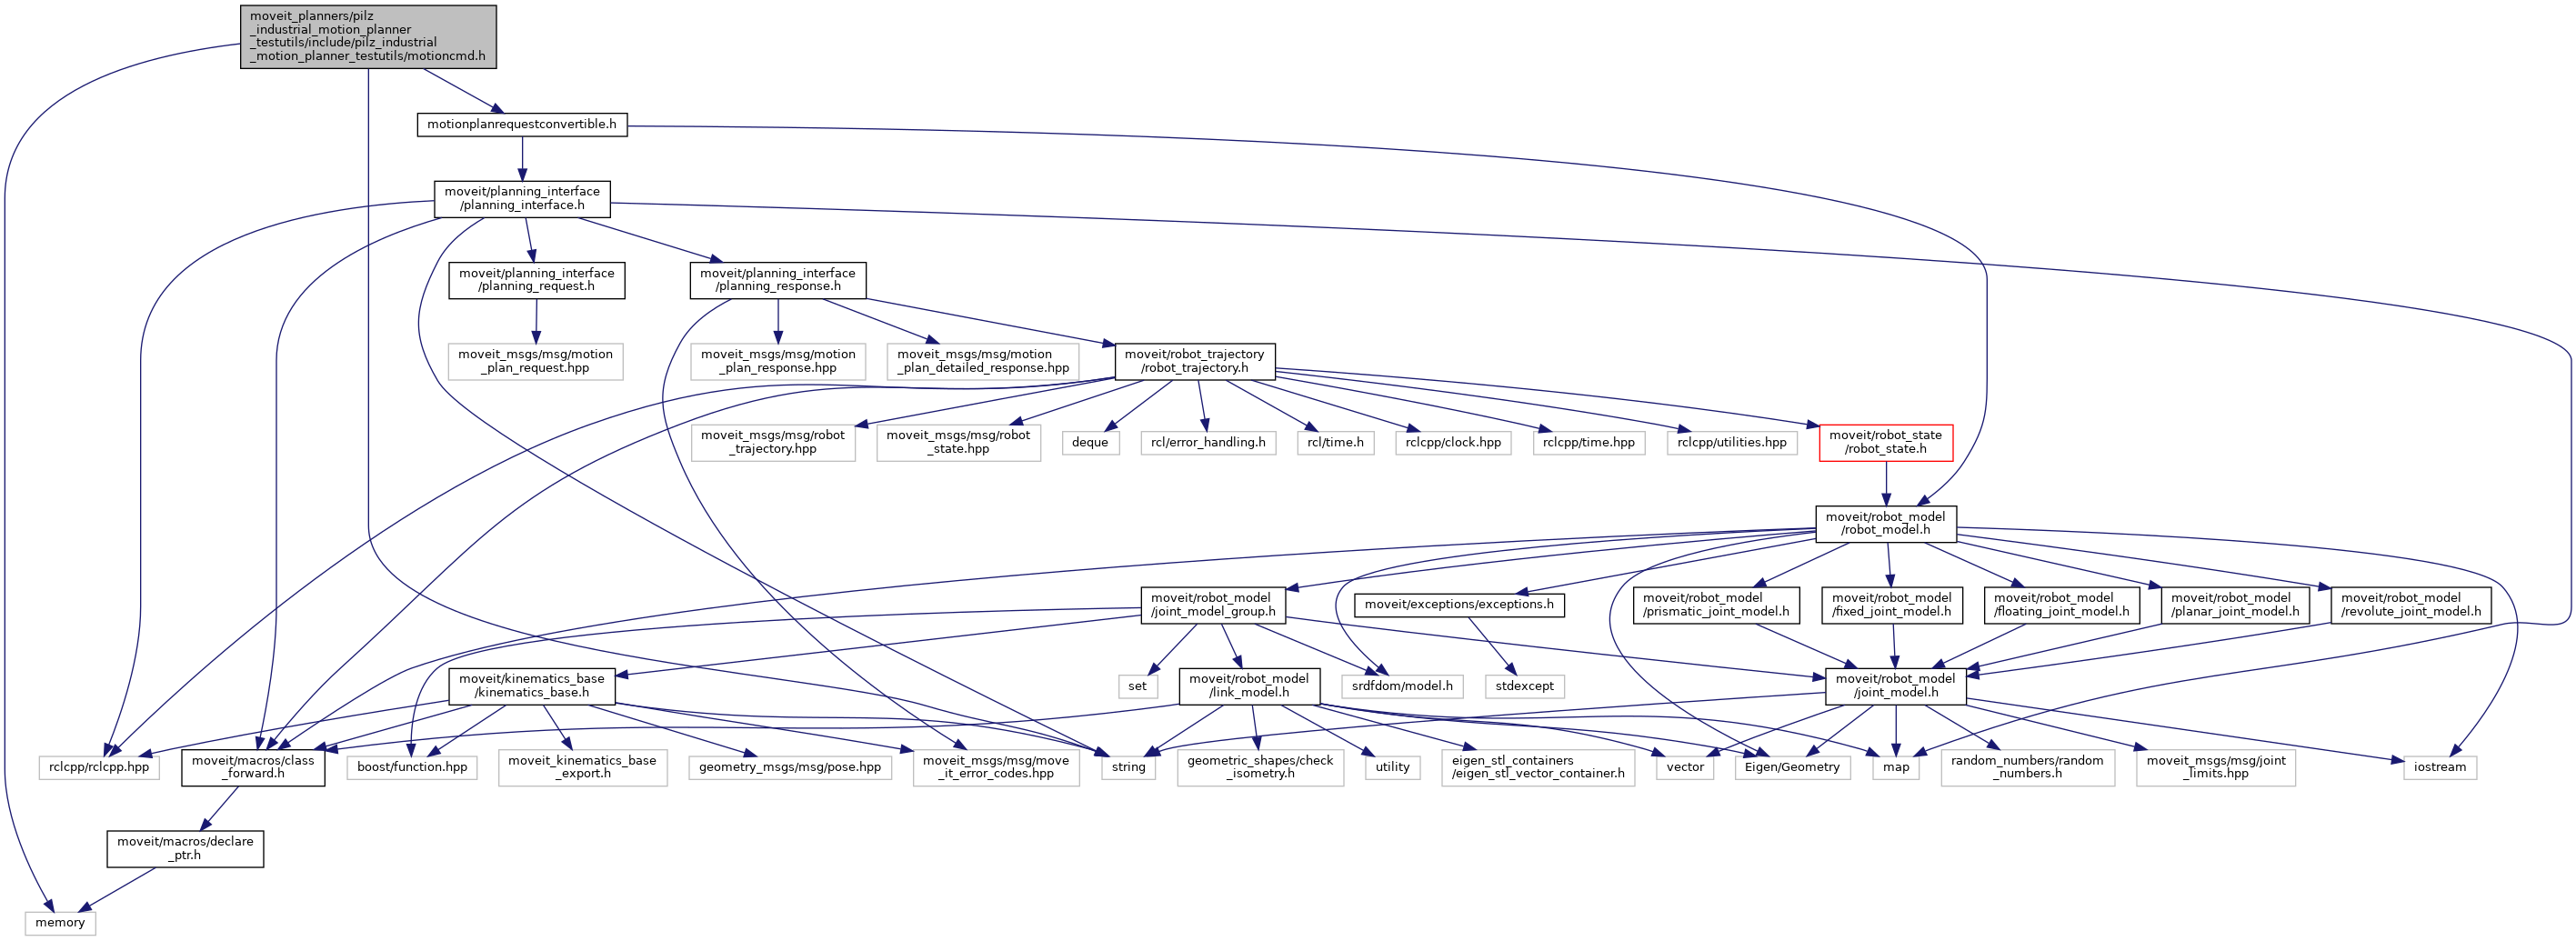 moveit_planners/pilz
_industrial_motion_planner
_testutils/include/pilz_industrial
_motion_planner_testutils/motioncmd.h
motionplanrequestconvertible.h
moveit/planning_interface
/planning_interface.h
moveit/planning_interface
/planning_request.h
moveit/planning_interface
/planning_response.h
moveit_msgs/msg/motion
_plan_request.hpp
moveit_msgs/msg/motion
_plan_response.hpp
moveit_msgs/msg/motion
_plan_detailed_response.hpp
moveit/robot_trajectory
/robot_trajectory.h
moveit_msgs/msg/robot
_trajectory.hpp
moveit_msgs/msg/robot
_state.hpp
deque
rcl/error_handling.h
rcl/time.h
rclcpp/clock.hpp
rclcpp/time.hpp
rclcpp/utilities.hpp
moveit/robot_state
/robot_state.h
moveit/robot_model
/robot_model.h
moveit/robot_model
/joint_model_group.h
moveit/exceptions/exceptions.h
moveit/robot_model
/prismatic_joint_model.h
moveit/robot_model
/fixed_joint_model.h
moveit/robot_model
/floating_joint_model.h
moveit/robot_model
/planar_joint_model.h
moveit/robot_model
/revolute_joint_model.h
moveit/kinematics_base
/kinematics_base.h
set
moveit/robot_model
/link_model.h
srdfdom/model.h
stdexcept
moveit/robot_model
/joint_model.h
rclcpp/rclcpp.hpp
moveit/macros/class
_forward.h
boost/function.hpp
moveit_kinematics_base
_export.h
geometry_msgs/msg/pose.hpp
moveit_msgs/msg/move
_it_error_codes.hpp
string
geometric_shapes/check
_isometry.h
utility
eigen_stl_containers
/eigen_stl_vector_container.h
vector
Eigen/Geometry
map
random_numbers/random
_numbers.h
moveit_msgs/msg/joint
_limits.hpp
iostream
moveit/macros/declare
_ptr.h
memory